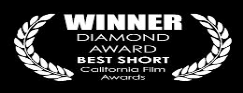 WINNER
DIAMOND
AWARD
BEST SHORT
California Film
Awards